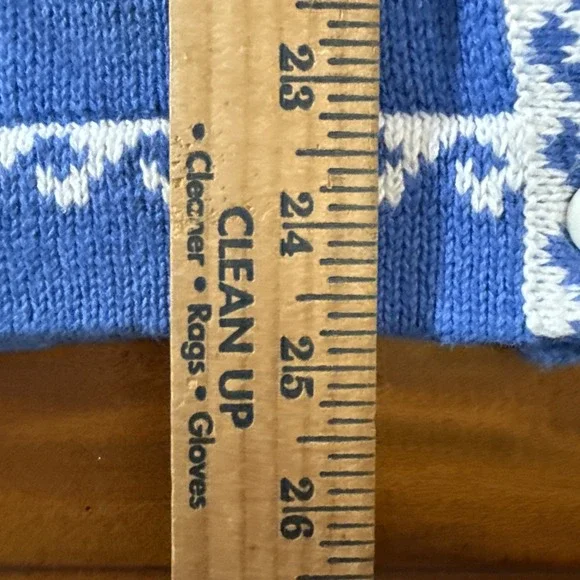 23
24
25
26
CLEAN UP
• Cleaner • Rags • Gloves